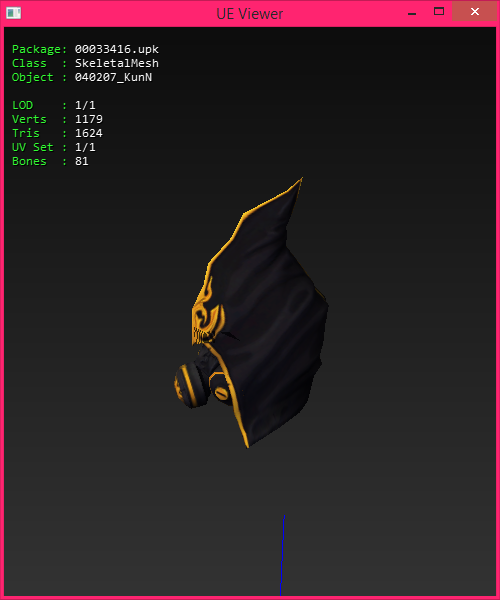 UE Viewer
Package: 00033416.upk
Class  : SkeletalMesh
Object : 040207_KunN
LOD    : 1/1
Verts  : 1179
Tris   : 1624
UV Set : 1/1
Bones  : 81